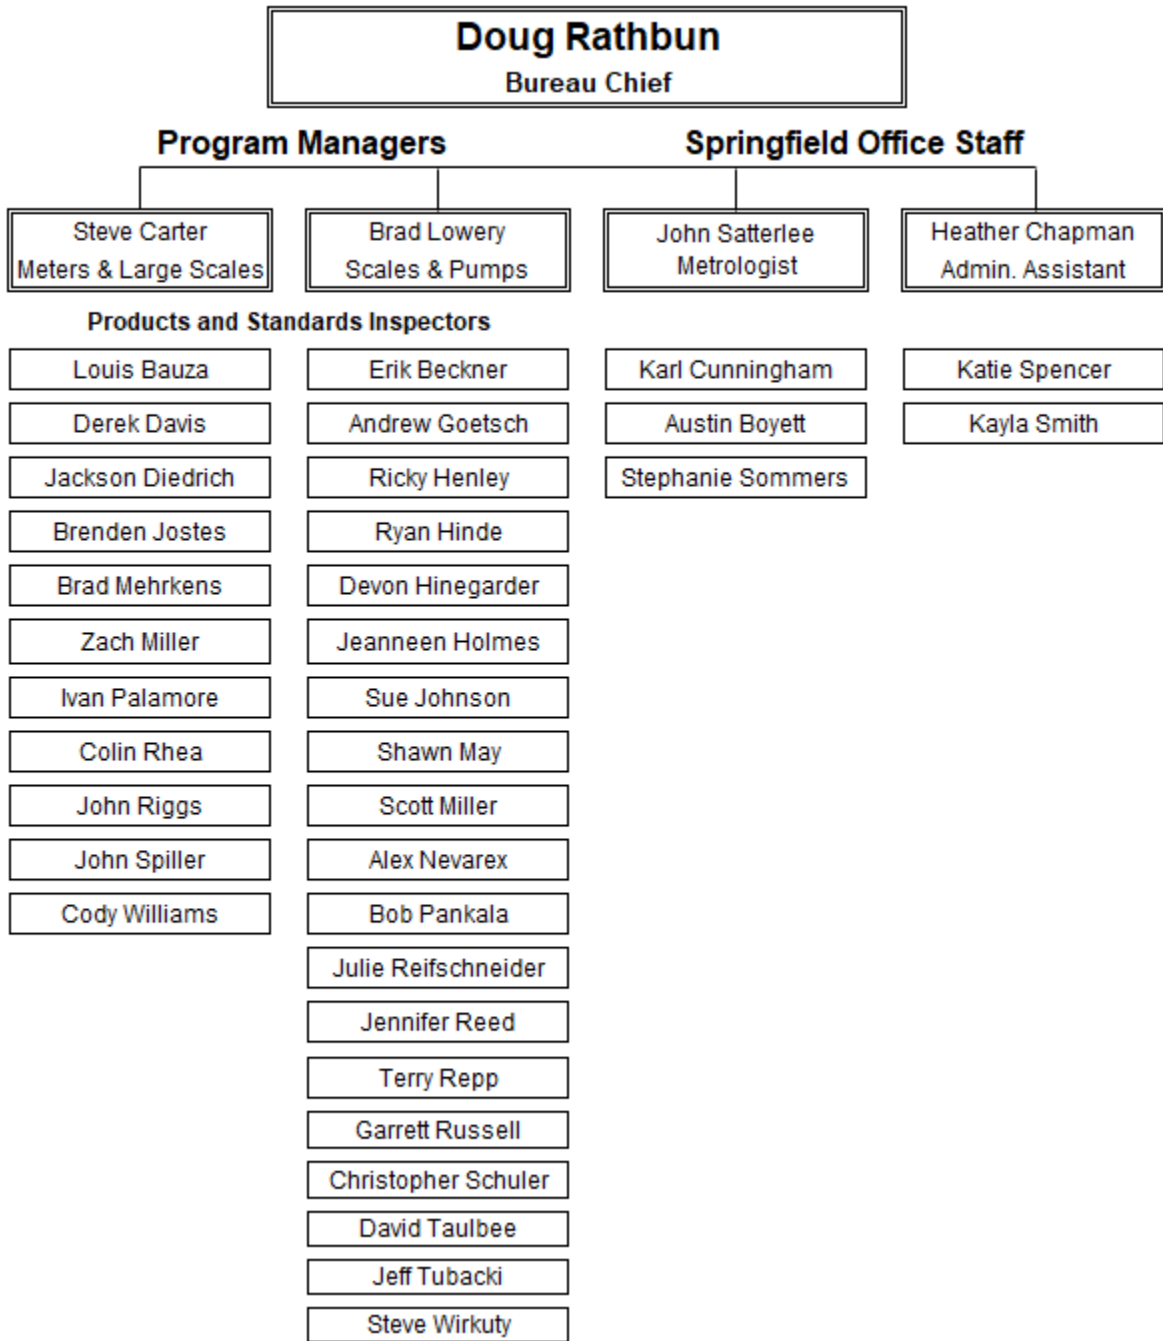 Doug Rathbun
Bureau Chief
Program Managers
Springfield Office Staff
Steve Carter
Meters & Large Scales
Brad Lowery
Scales & Pumps
John Satterlee
Metrologist
Heather Chapman
Admin. Assistant
Products and Standards Inspectors
Louis Bauza
Derek Davis
Jackson Diedrich
Brenden Jostes
Brad Mehrkens
Zach Miller
Ivan Palamore
Colin Rhea
John Riggs
John Spiller
Cody Williams
Erik Beckner
Andrew Goetsch
Ricky Henley
Ryan Hinde
Devon Hinegarder
Jeanneen Holmes
Sue Johnson
Shawn May
Scott Miller
Alex Nevarex
Bob Pankala
Julie Reifschneider
Jennifer Reed
Terry Repp
Garrett Russell
Christopher Schuler
David Taulbee
Jeff Tubacki
Steve Wirkuty
Karl Cunningham
Austin Boyett
Stephanie Sommers
Katie Spencer
Kayla Smith